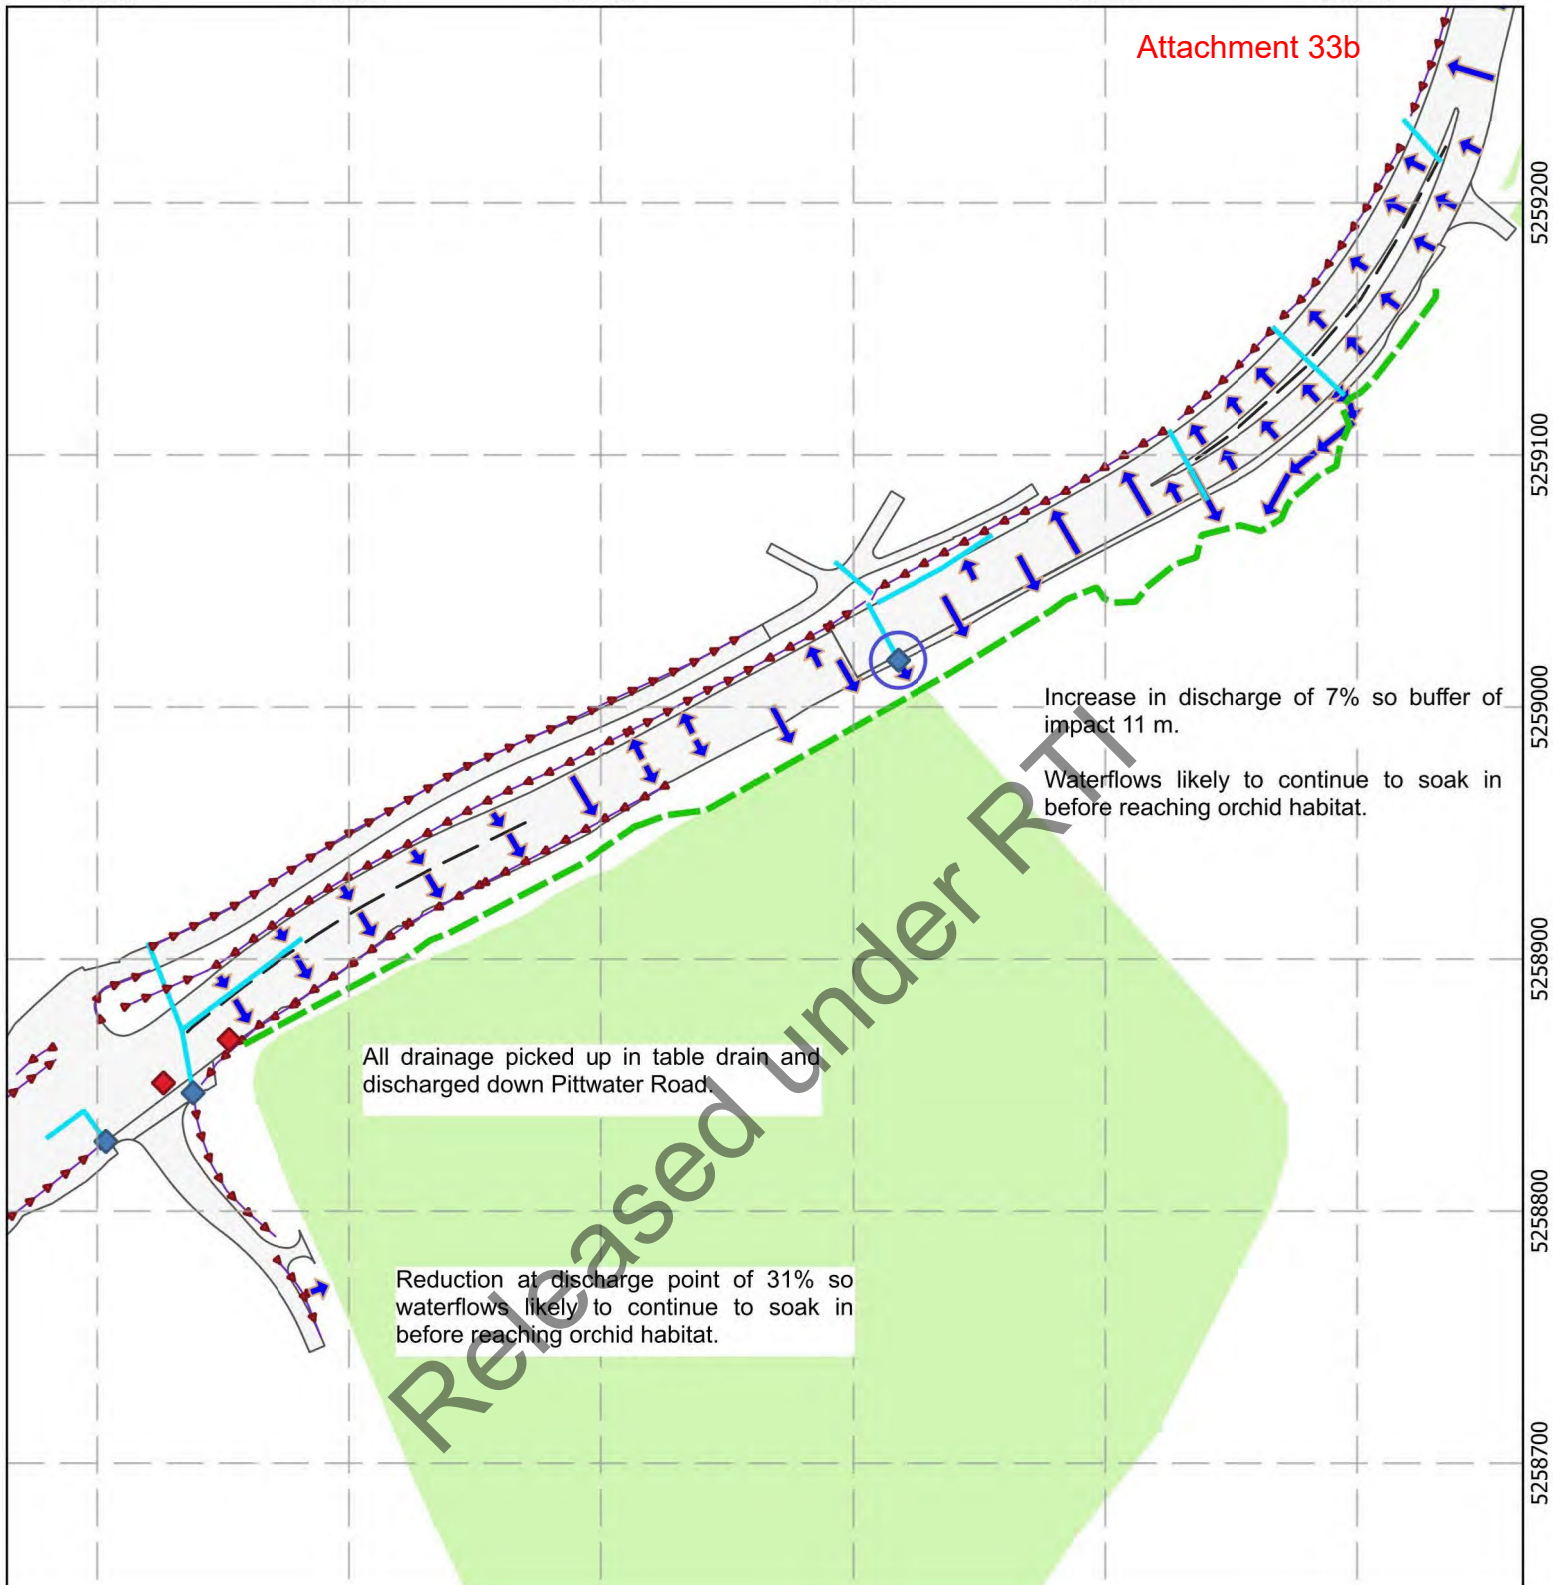 Attachment 33b
5259200
5259100
Increase in discharge of 7% so buffer of
impact 11 m.
5259000
Waterflows likely to continue to soak in
before reaching orchid habitat.
5258900
All drainage picked up in table drain and
discharged down Pittwater Road.
5258800
Reduction at discharge point of 31% so
waterflows likely to continue to soak in
before reaching orchid habitat.
5258700
Released under RTI